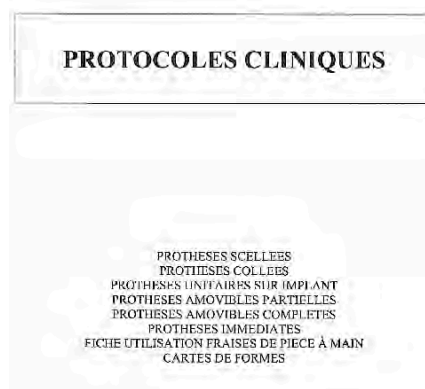 PROTOCOLES CLINIQUES
PROTHESES SCELLEES
PROTHESES COLLEES
PROTHESES UNITAIRES SUR IMPLANT
PROTHESES AMOVIBLES PARTIELLES
PROTHESES AMOVIBLES COMPLETES
PROTHESES IMMEDIATES
FICHE UTILISATION FRAISES DE PIECE À MAIN
CARTES DE FORMES